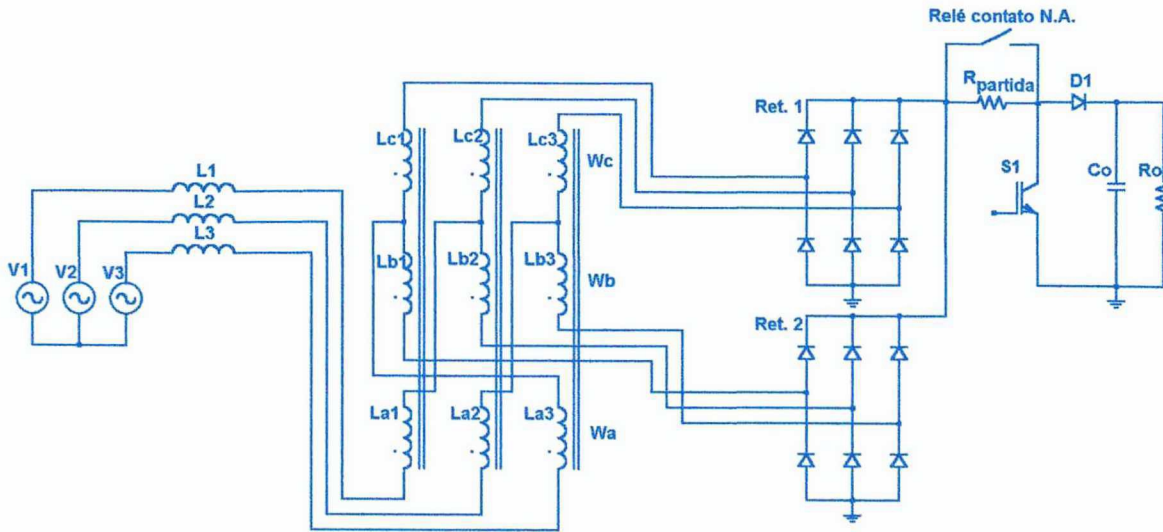 Relé contato N.A.
Rpartida
D1
Ret. 1
S1
Co
Ro
Lc1
Lc2
Lc3
Wc
L1
L2
L3
V1
V2
V3
Lb1
Lb2
Lb3
Wb
Ret. 2
La1
La2
La3
Wa